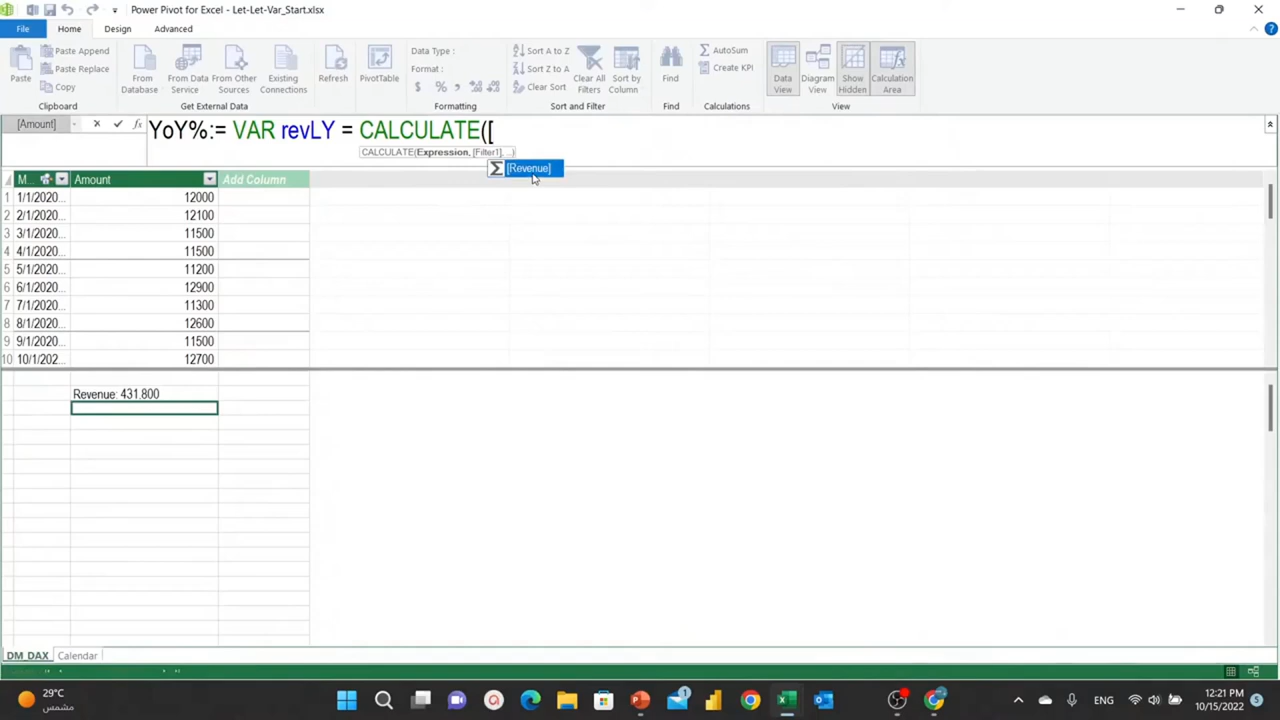 Power Pivot for Excel - Let-Let-Var_Start.xlsx
File Home Design Advanced
Paste
Paste Append
Paste Replace
Copy
Clipboard
From Database
From Data Service
From Other Sources
Existing Connections
Get External Data
Refresh
PivotTable
Data Type :
Format :
$ % , .00
Formatting
Sort A to Z
Sort Z to A
Clear Sort
Clear All Filters
Sort by Column
Sort and Filter
Find
Find
AutoSum
Create KPI
Calculations
Data View
Diagram View
Show Hidden
Calculation Area
View
[Amount] fx YoY%:= VAR revLY = CALCULATE([
CALCULATE(Expression, [Filter1], ...)
[Revenue]
M... Amount Add Column
1 1/1/2020... 12000
2 2/1/2020... 12100
3 3/1/2020... 11500
4 4/1/2020... 11500
5 5/1/2020... 11200
6 6/1/2020... 12900
7 7/1/2020... 11300
8 8/1/2020... 12600
9 9/1/2020... 11500
10 10/1/202... 12700
Revenue: 431.800
DM_DAX Calendar
29°C
مشمس
1
ENG
12:21 PM
10/15/2022
5